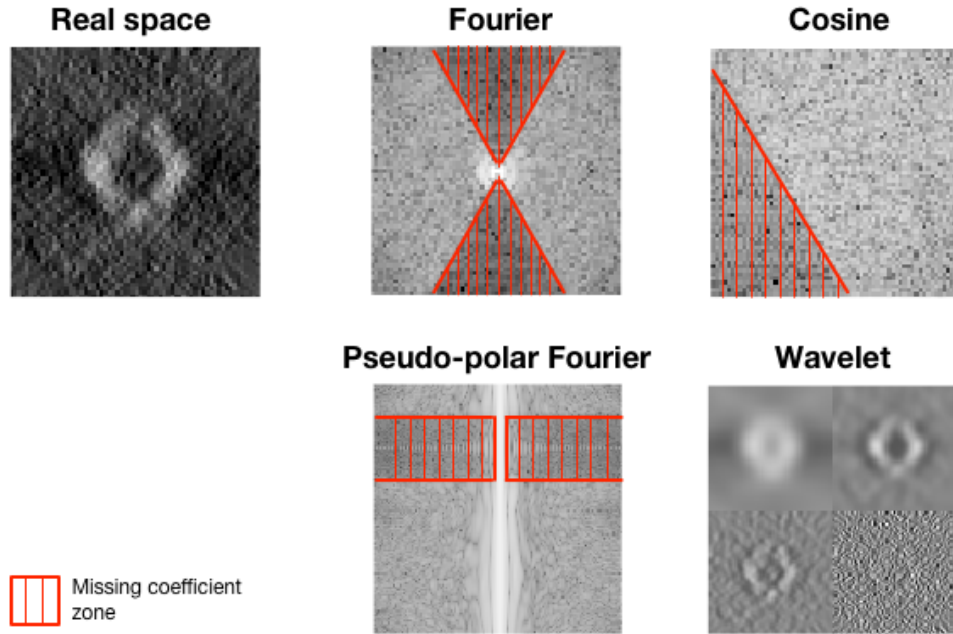 Real space
Fourier
Cosine
Pseudo-polar Fourier
Wavelet
Missing coefficient
zone